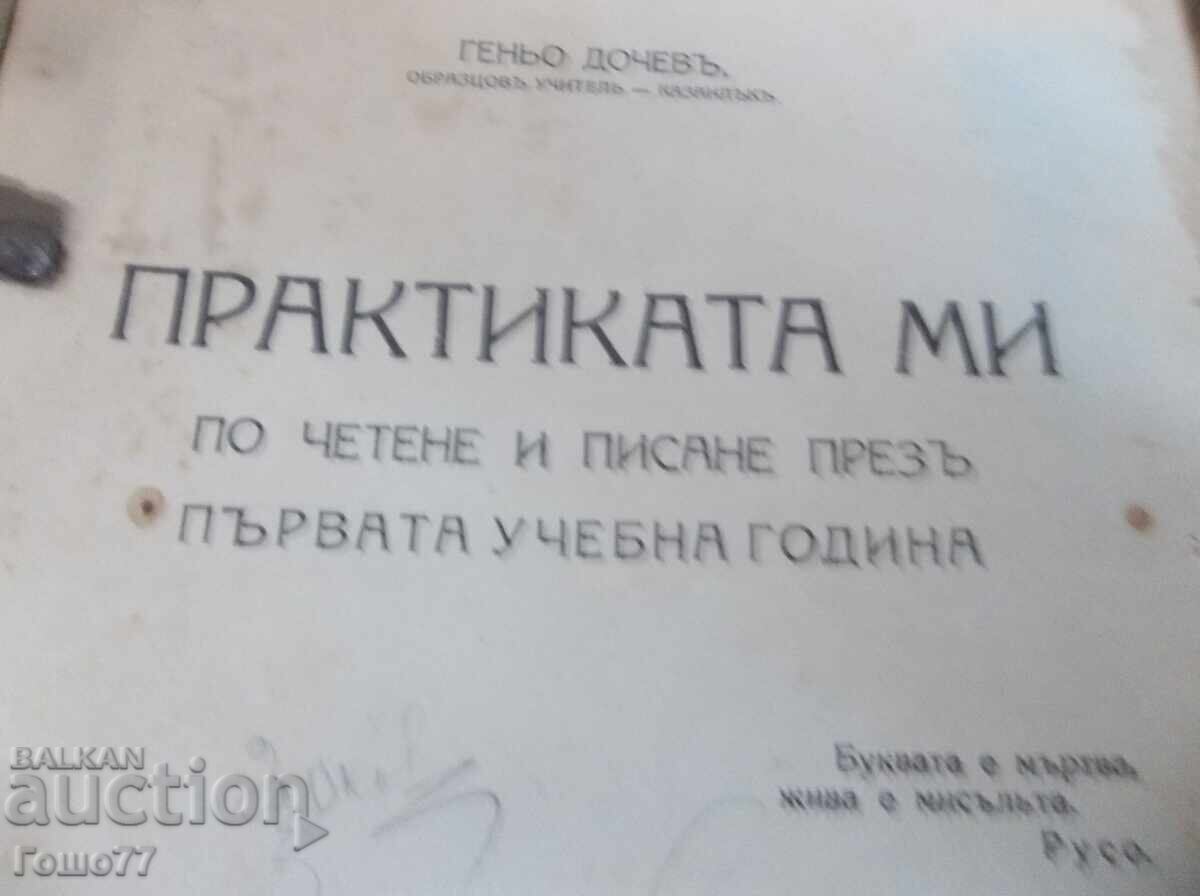 ГЕНЬО ДОЧЕВЪ.
ОБРАЗЦОВЪ УЧИТЕЛЬ — КАЗАНЛЪКЪ.
ПРАКТИКАТА МИ
ПО ЧЕТЕНЕ И ПИСАНЕ ПРЕЗЪ
ПЪРВАТА УЧЕБНА ГОДИНА
Буквата е мъртва,
жива е мисъльта.
Русо.
BALKAN
auction
Гошо77